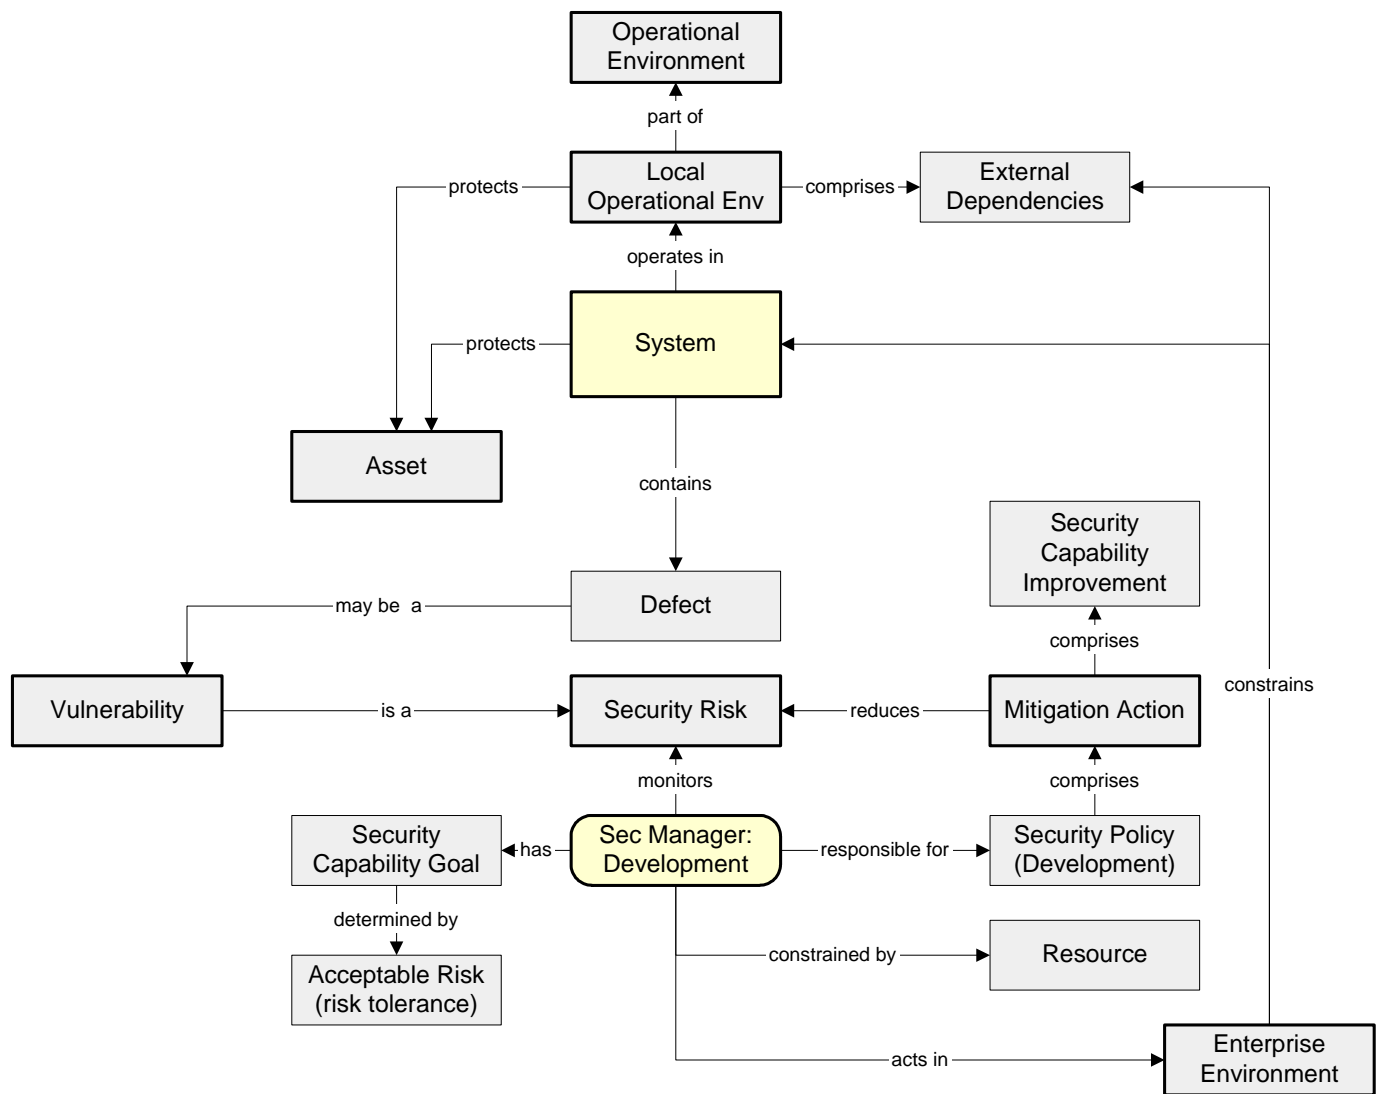 Operational
Environment
part of
Local
Operational Env
protects
comprises
External
Dependencies
operates in
System
protects
Asset
contains
Security
Capability
Improvement
Defect
may be  a
comprises
Vulnerability
is a
Security Risk
reduces
Mitigation Action
constrains
monitors
comprises
Security
Capability Goal
has
Sec Manager:
Development
responsible for
Security Policy
(Development)
determined by
constrained by
Resource
Acceptable Risk
(risk tolerance)
acts in
Enterprise
Environment